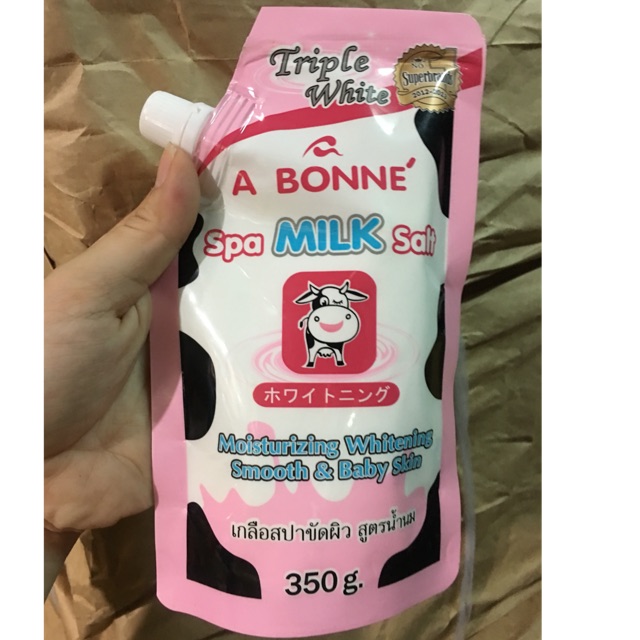 Triple
White
Superbrands
A BONNÉ
Spa MILK Salt
ホワイトニング
Moisturizing Whitening
Smooth & Baby Skin
เกลือสปาขัดผิว สูตรน้ำนม
350 g.